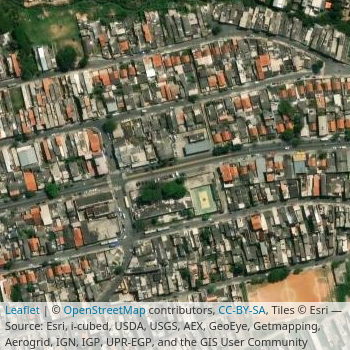 Leaflet | © OpenStreetMap contributors, CC-BY-SA, Tiles © Esri —
Source: Esri, i-cubed, USDA, USGS, AEX, GeoEye, Getmapping,
Aerogrid, IGN, IGP, UPR-EGP, and the GIS User Community